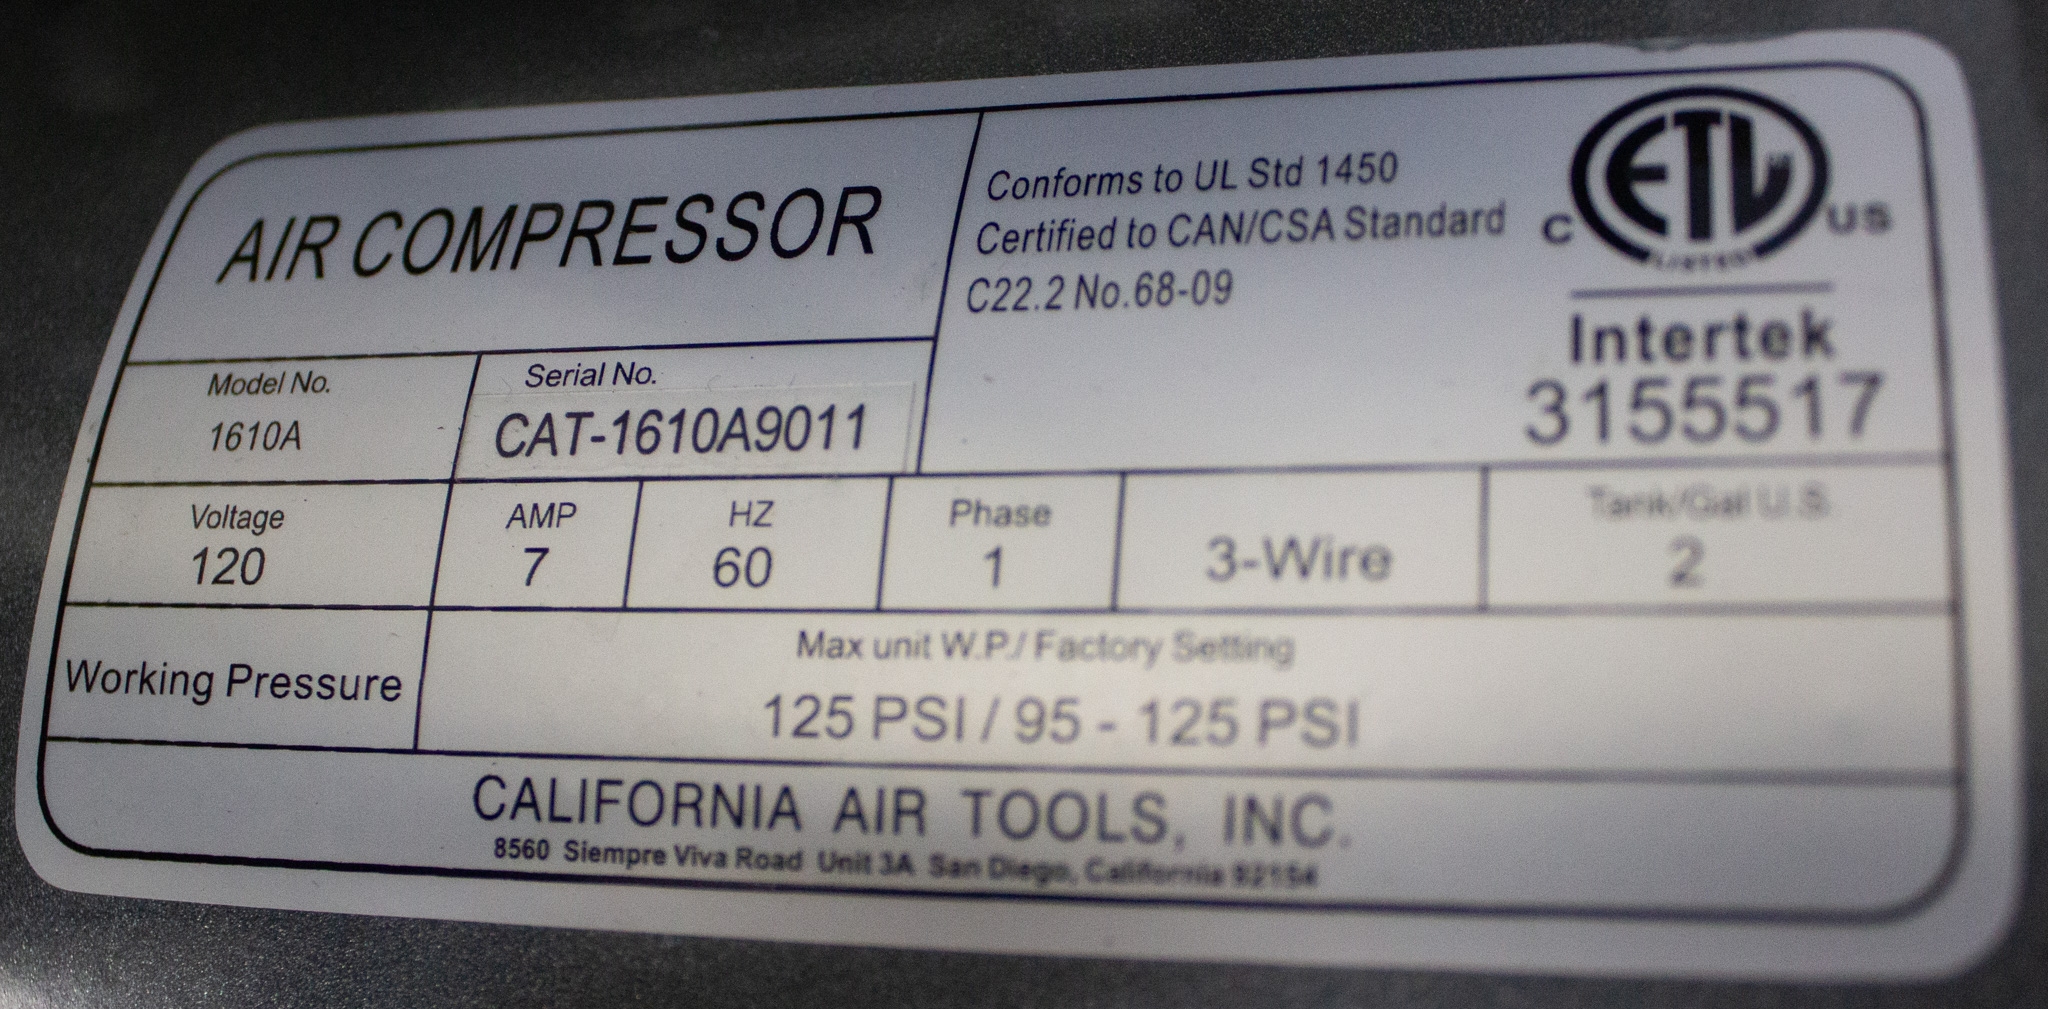 AIR COMPRESSOR
Conforms to UL Std 1450
Certified to CAN/CSA Standard
C22.2 No.68-09
C ETL US
LISTED
Intertek
3155517
Model No.
1610A
Serial No.
CAT-1610A9011
Voltage
120
AMP
7
HZ
60
Phase
1
3-Wire
Tank/Gal U.S.
2
Working Pressure
Max unit W.P./ Factory Setting
125 PSI / 95 - 125 PSI
CALIFORNIA AIR TOOLS, INC.
8560 Siempre Viva Road Unit 3A San Diego, California 92154